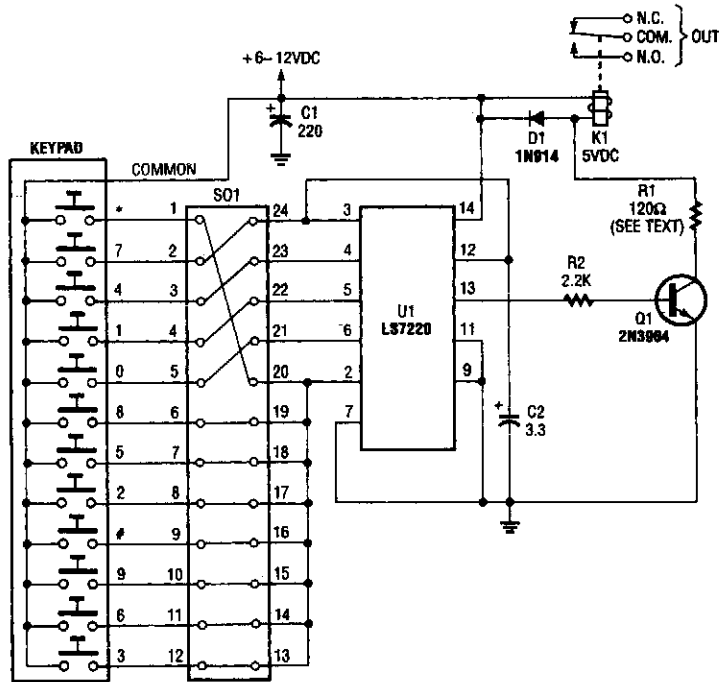 N.C.
COM.
N.O.
OUT
+6–12VDC
C1
220
D1
1N914
K1
5VDC
KEYPAD
COMMON
SO1
R1
120Ω
(SEE TEXT)
* 1 24 3 14
7 2 23 4 12
4 3 22 5 13
1 4 21 6 11
0 5 20 2 9
8 6 19 7
5 7 18
2 8 17
# 9 16
9 10 15
6 11 14
3 12 13
U1
LS7220
R2
2.2K
Q1
2N3904
C2
3.3
+
+